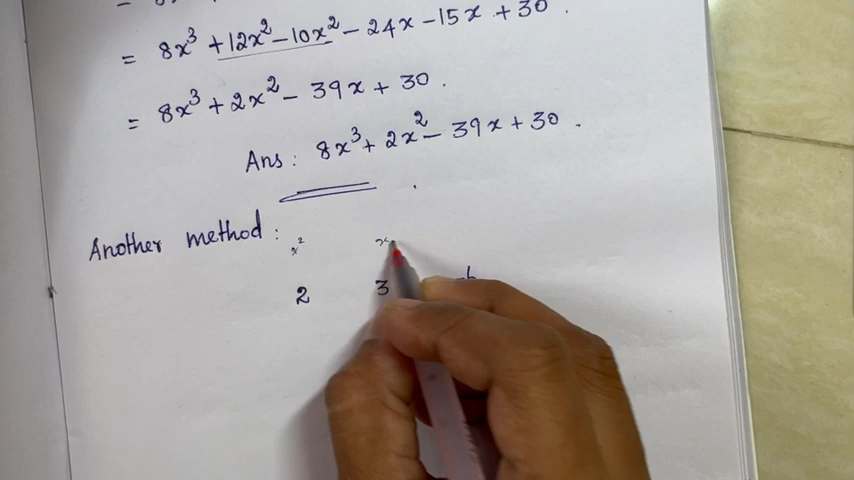 = 8x³ + 12x² - 10x² - 24x - 15x + 30 .
= 8x³ + 2x² - 39x + 30 .
Ans : 8x³ + 2x² - 39x + 30 .
Another method :
x² x
2 3